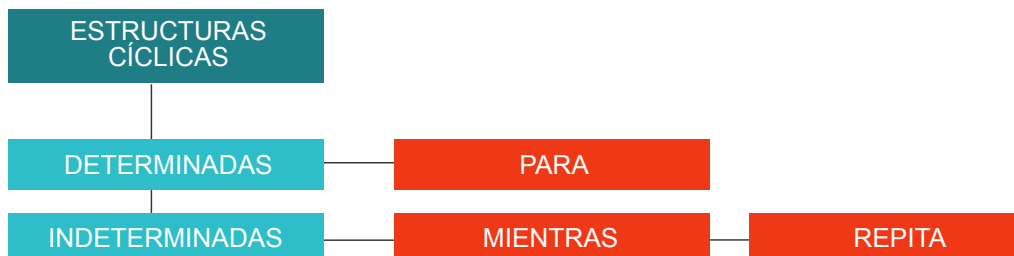 ESTRUCTURAS
CÍCLICAS
DETERMINADAS
PARA
INDETERMINADAS
MIENTRAS
REPITA